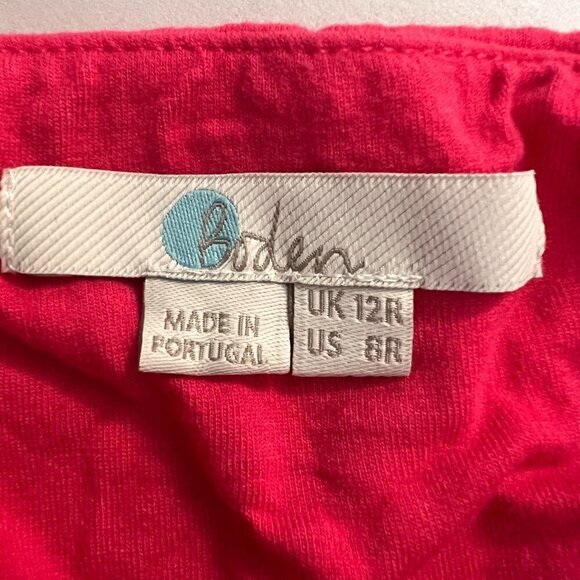 Boden
MADE IN
PORTUGAL
UK 12R
US 8R